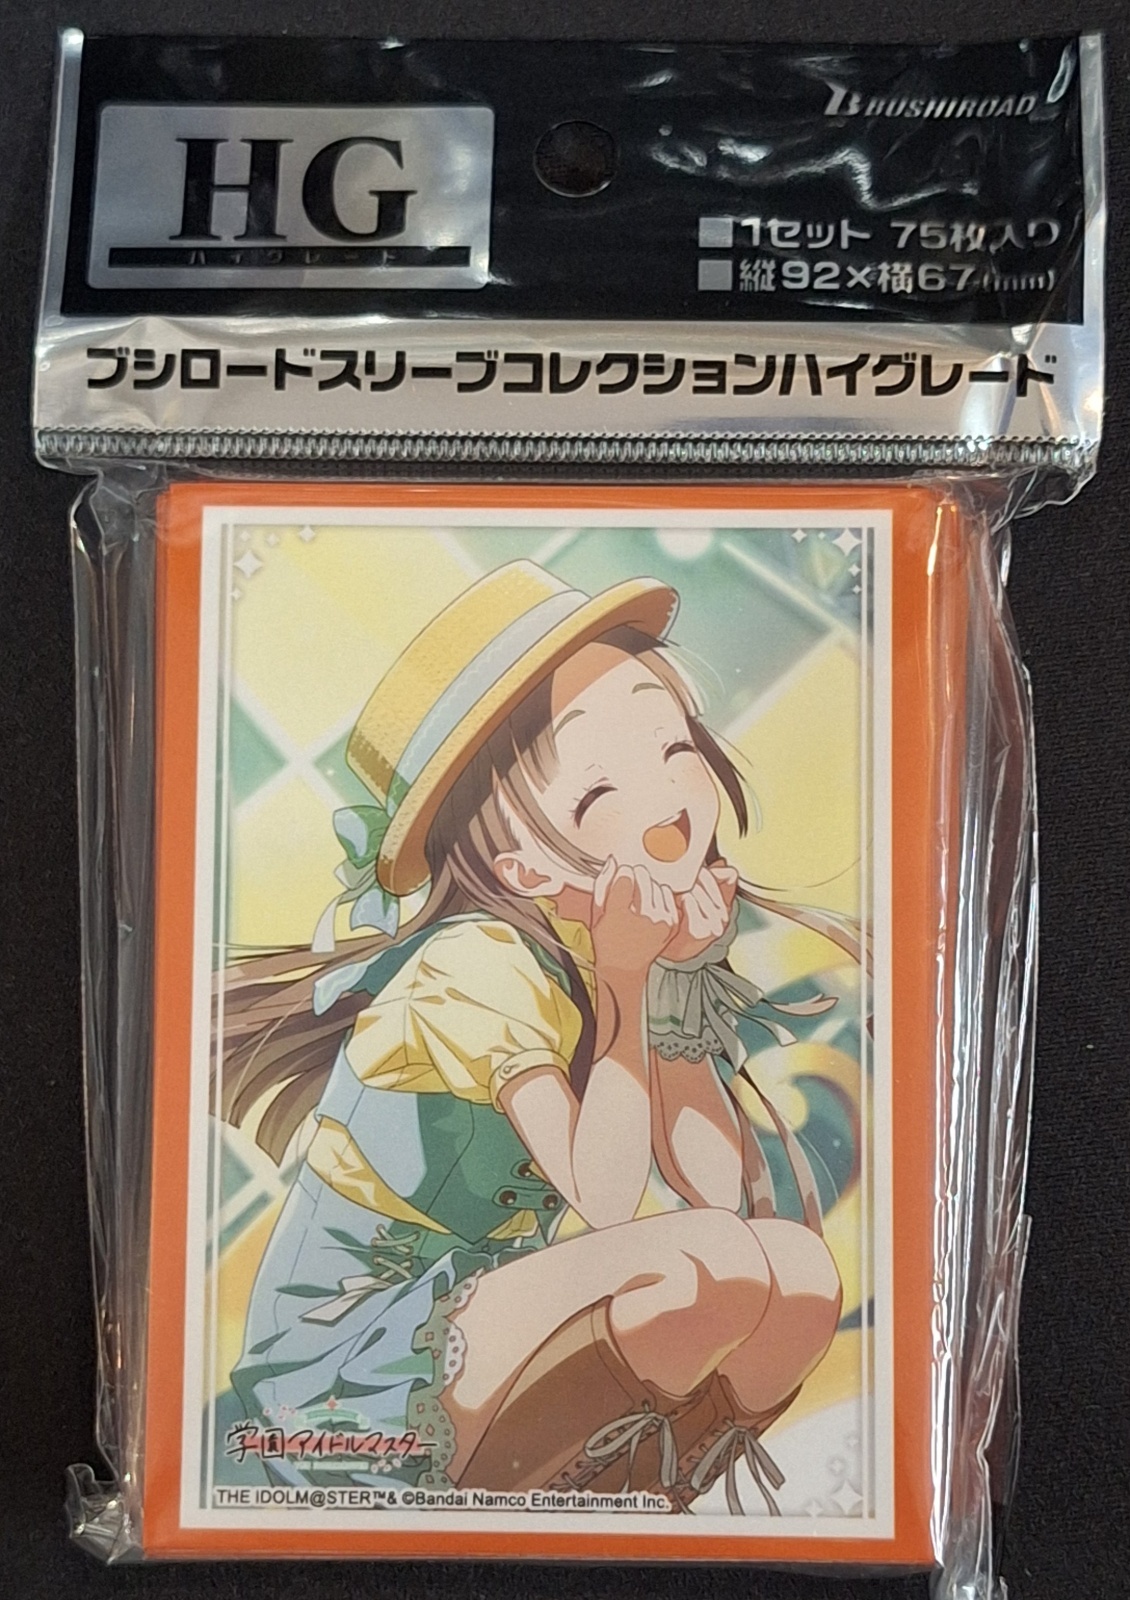 HG
ハイグレード
BUSHIROAD
■1セット 75枚入り
■縦92×横67(mm)
ブシロードスリーブコレクションハイグレード
学園アイドルマスター
THE IDOLM@STER™& ©Bandai Namco Entertainment Inc.